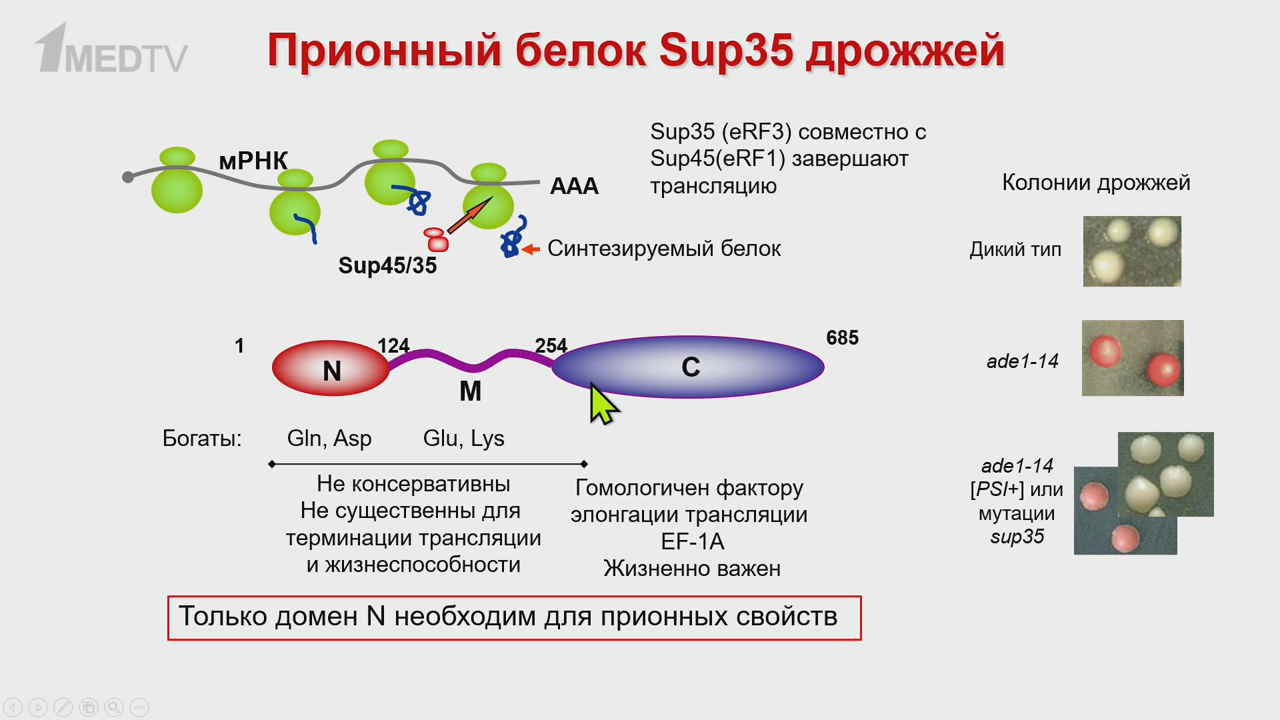 1MEDTV
Прионный белок Sup35 дрожжей
мРНК
AAA
Sup45/35
Синтезируемый белок
Sup35 (eRF3) совместно с
Sup45(eRF1) завершают
трансляцию
Колонии дрожжей
Дикий тип
ade1-14
ade1-14
[PSI+] или
мутации
sup35
1
124
254
685
N
M
C
Богаты:
Gln, Asp
Glu, Lys
Не консервативны
Не существенны для
терминации трансляции
и жизнеспособности
Гомологичен фактору
элонгации трансляции
EF-1A
Жизненно важен
Только домен N необходим для прионных свойств